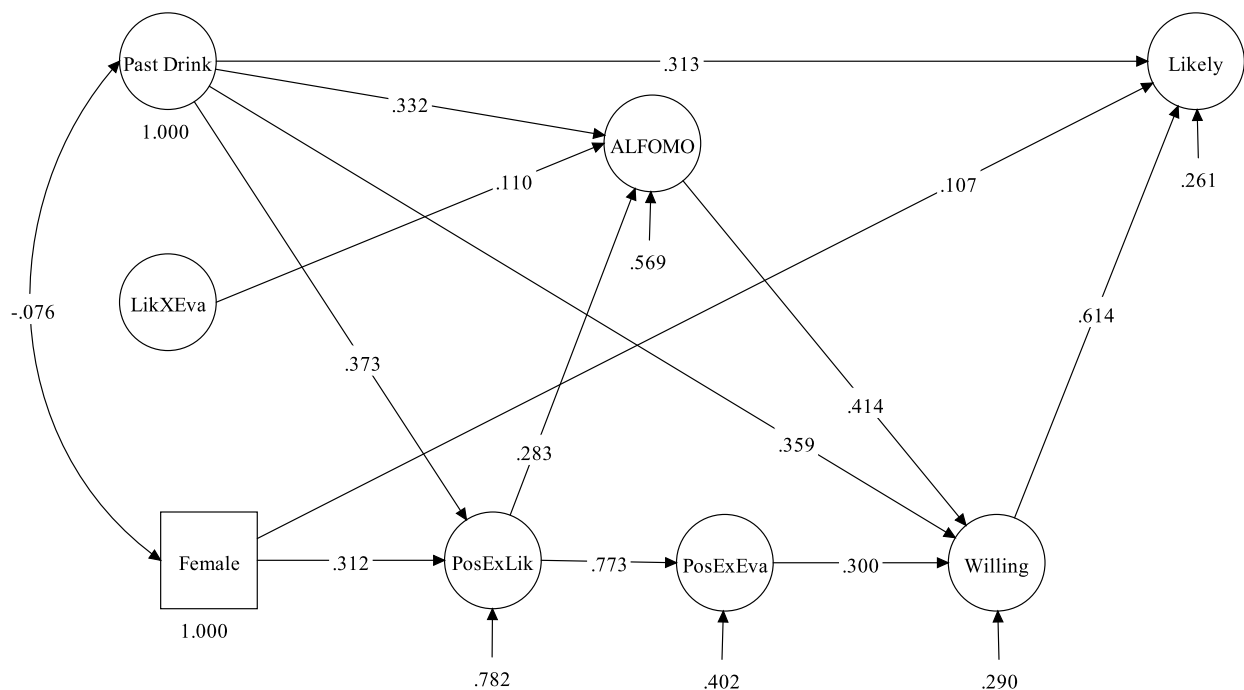 Past Drink
.313
Likely
.332
1.000
ALFOMO
.110
.107
.261
.569
LikXEva
-.076
.614
.373
.414
.359
.283
Female
.312
PosExLik
.773
PosExEva
.300
Willing
1.000
.782
.402
.290